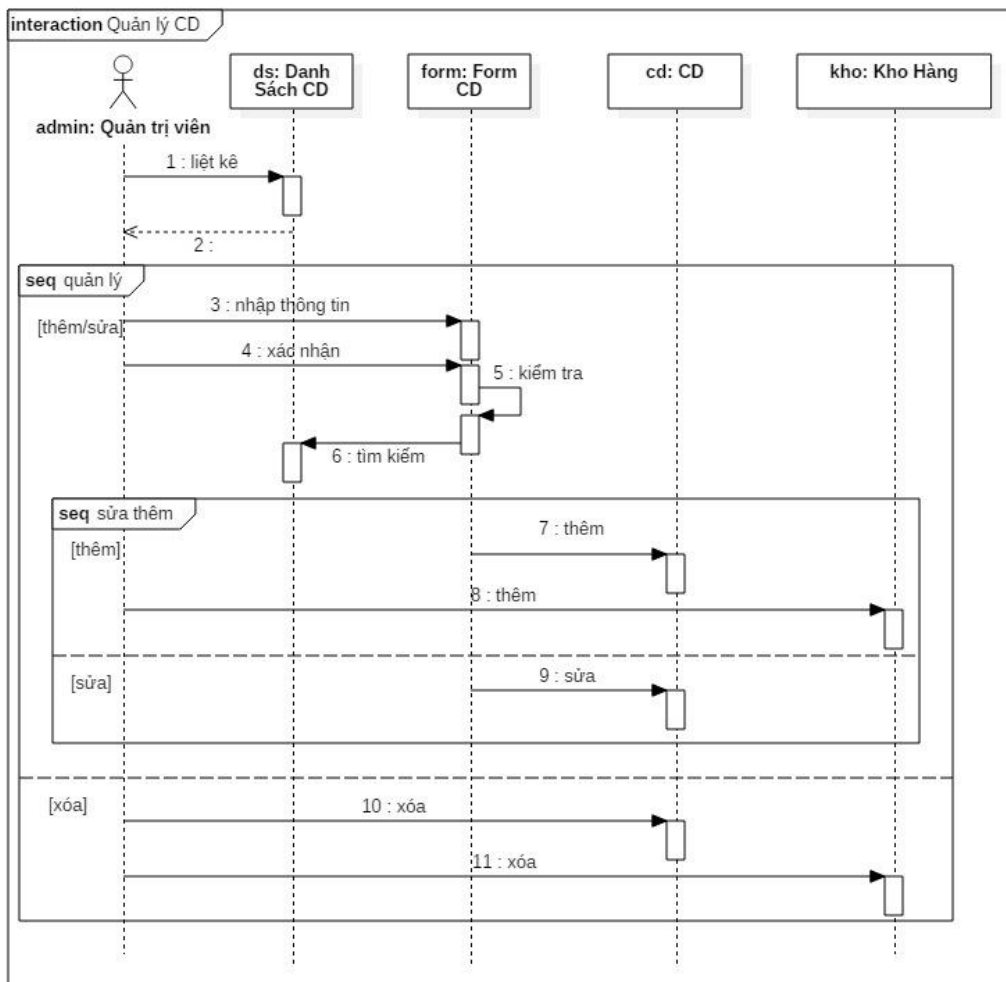 interaction Quản lý CD
ds: Danh
Sách CD
form: Form
CD
cd: CD
kho: Kho Hàng
admin: Quản trị viên
1 : liệt kê
2 :
seq quản lý
3 : nhập thông tin
[thêm/sửa]
4 : xác nhận
5 : kiểm tra
6 : tìm kiếm
seq sửa thêm
7 : thêm
[thêm]
8 : thêm
[sửa]
9 : sửa
[xóa]
10 : xóa
11 : xóa